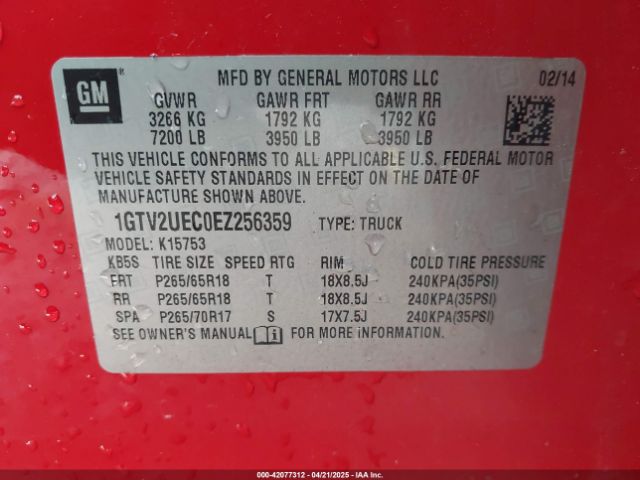 GM
MFD BY GENERAL MOTORS LLC 02/14
GVWR GAWR FRT GAWR RR
3266 KG 1792 KG 1792 KG
7200 LB 3950 LB 3950 LB
THIS VEHICLE CONFORMS TO ALL APPLICABLE U.S. FEDERAL MOTOR
VEHICLE SAFETY STANDARDS IN EFFECT ON THE DATE OF
MANUFACTURE SHOWN ABOVE.
1GTV2UEC0EZ256359 TYPE: TRUCK
MODEL: K15753
KB5S TIRE SIZE SPEED RTG RIM COLD TIRE PRESSURE
FRT P265/65R18 T 18X8.5J 240KPA(35PSI)
RR P265/65R18 T 18X8.5J 240KPA(35PSI)
SPA P265/70R17 S 17X7.5J 240KPA(35PSI)
SEE OWNER'S MANUAL FOR MORE INFORMATION.
000-42077312 - 04/21/2025 - Copyright IAA, LLC